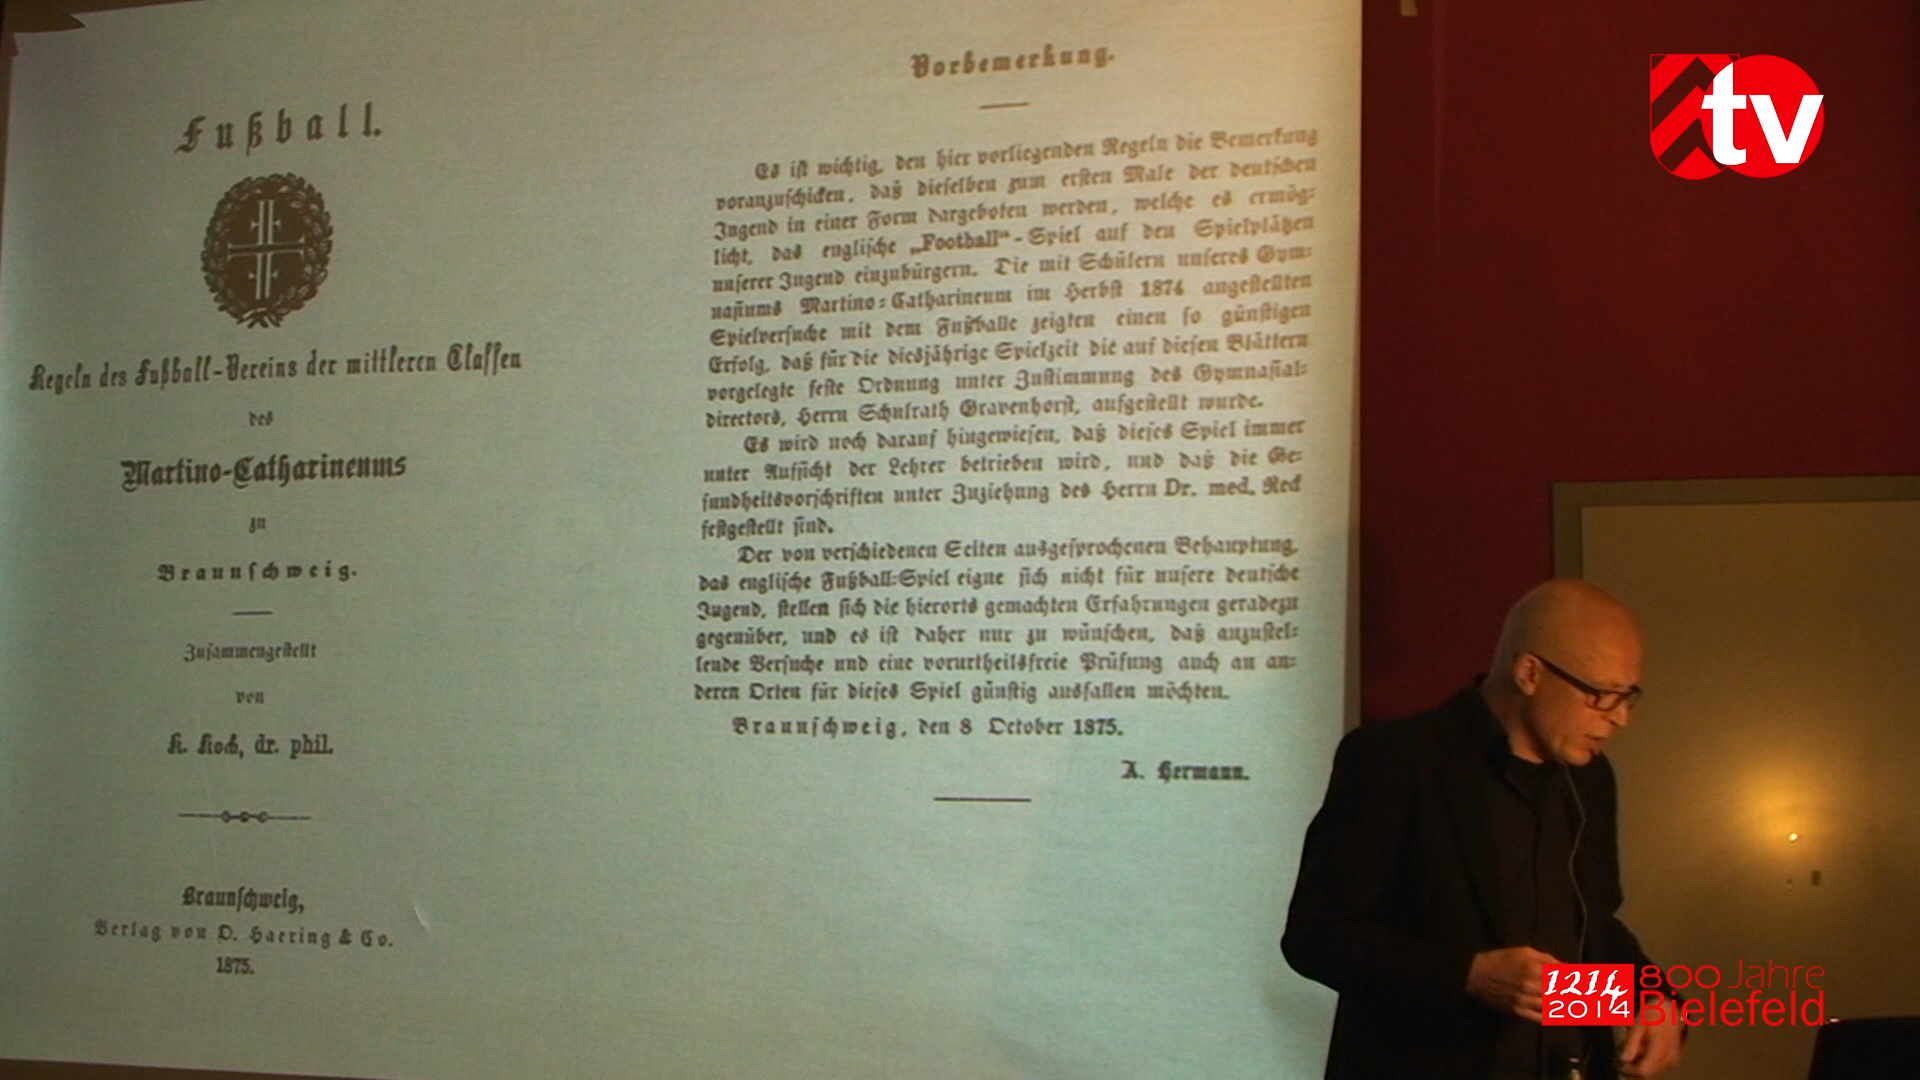 Fußball.
Regeln des Fußball-Vereins der mittleren Classen
des
Martino-Catharineums
zu
Braunschweig.
Zusammengestellt
von
K. Koch, dr. phil.
Braunschweig,
Verlag von D. Haering & Co.
1875.
Vorbemerkung.
Es ist wichtig, den hier vorliegenden Regeln die Bemerkung
voranzuschicken, daß dieselben zum ersten Male der deutschen
Jugend in einer Form dargeboten werden, welche es ermög-
licht, das englische „Football“-Spiel auf den Spielplätzen
unserer Jugend einzubürgern. Die mit Schülern unseres Gym-
nasiums Martino-Catharineum im Herbst 1874 angestellten
Spielversuche mit dem Fußballe zeigten einen so günstigen
Erfolg, daß für die diesjährige Spielzeit die auf diesen Blättern
vorgelegte feste Ordnung unter Zustimmung des Gymnasial-
directors, Herrn Schulrath Gravenhorst, aufgestellt wurde.
Es wird noch darauf hingewiesen, daß dieses Spiel immer
unter Aufsicht der Lehrer betrieben wird, und daß die Ge-
sundheitsvorschriften unter Zuziehung des Herrn Dr. med. Reck
festgestellt sind.
Der von verschiedenen Seiten ausgesprochenen Behauptung,
das englische Fußball-Spiel eigne sich nicht für unsere deutsche
Jugend, stellen sich die hierorts gemachten Erfahrungen geradezu
gegenüber, und es ist daher nur zu wünschen, daß anzustel-
lende Versuche und eine vorurtheilsfreie Prüfung auch an an-
deren Orten für dieses Spiel günstig ausfallen möchten.
Braunschweig, den 8 October 1875.
A. Hermann.
tv
1214
2014
800 Jahre
Bielefeld